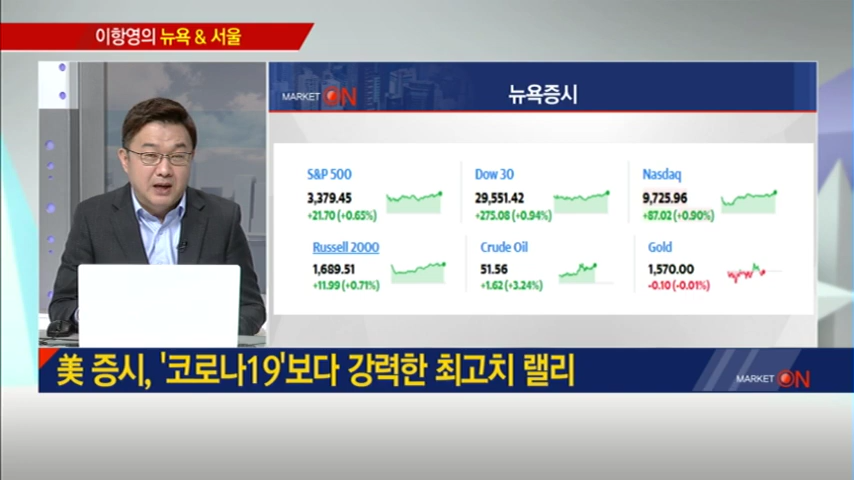 이항영의 뉴욕 & 서울
MARKET ON
뉴욕증시
S&P 500
3,379.45
+21.70 (+0.65%)
Dow 30
29,551.42
+275.08 (+0.94%)
Nasdaq
9,725.96
+87.02 (+0.90%)
Russell 2000
1,689.51
+11.99 (+0.71%)
Crude Oil
51.56
+1.62 (+3.24%)
Gold
1,570.00
-0.10 (-0.01%)
美 증시, '코로나19'보다 강력한 최고치 랠리
MARKET ON